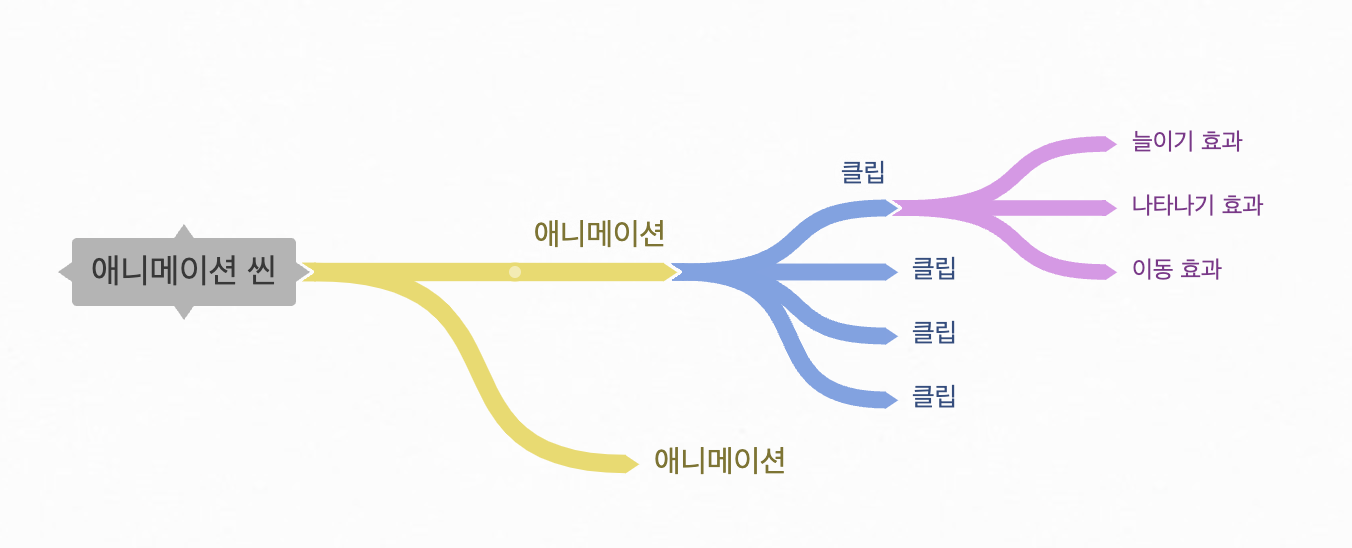 애니메이션 씬
애니메이션
클립
늘이기 효과
나타나기 효과
이동 효과
클립
클립
클립
애니메이션